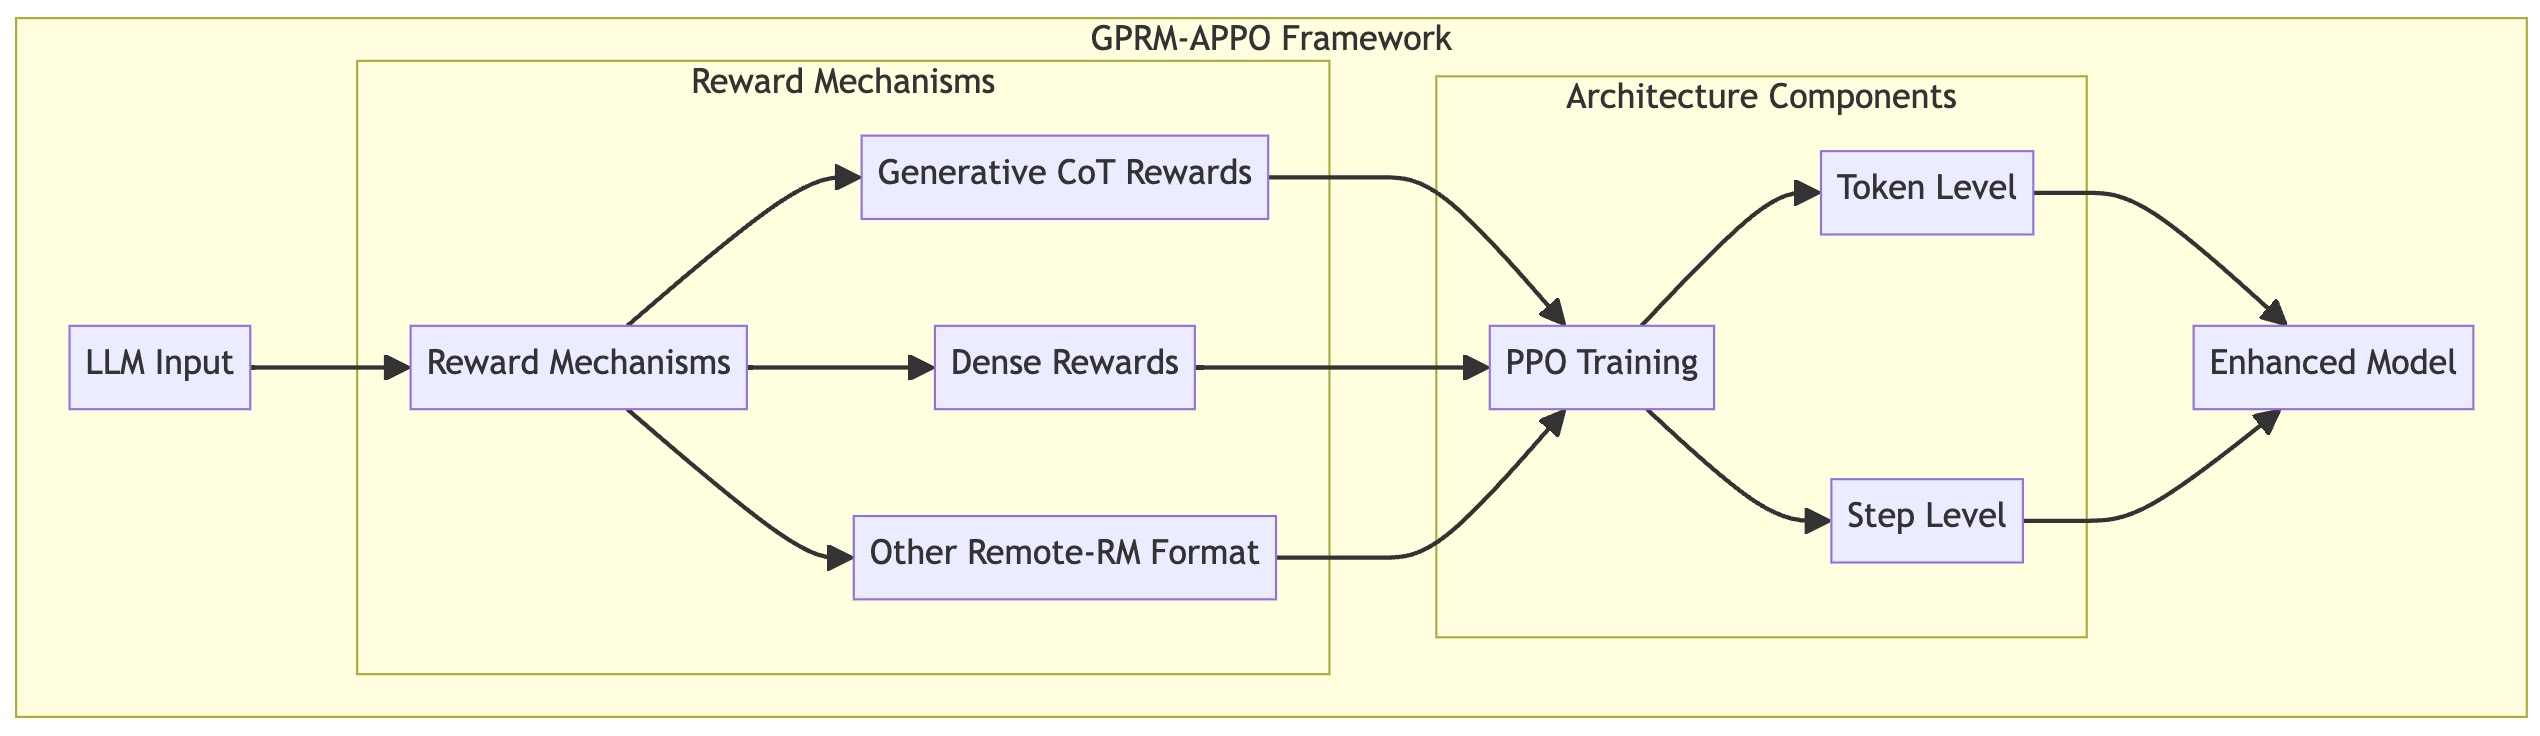 GPRM-APPO Framework
Reward Mechanisms
Architecture Components
Generative CoT Rewards
Token Level
LLM Input
Reward Mechanisms
Dense Rewards
PPO Training
Enhanced Model
Step Level
Other Remote-RM Format